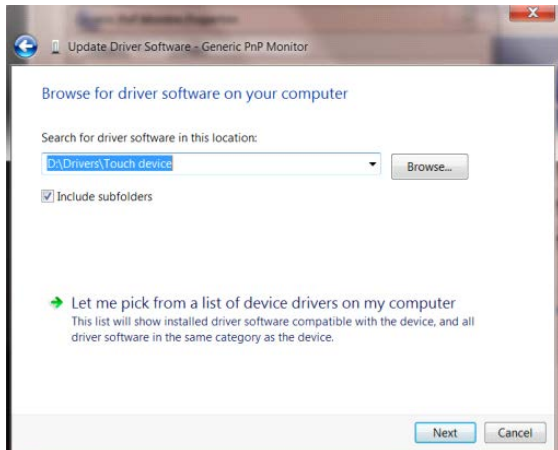 Update Driver Software - Generic PnP Monitor
Browse for driver software on your computer
Search for driver software in this location:
D:\Drivers\Touch device
Browse...
Include subfolders
Let me pick from a list of device drivers on my computer
This list will show installed driver software compatible with the device, and all
driver software in the same category as the device.
Next
Cancel